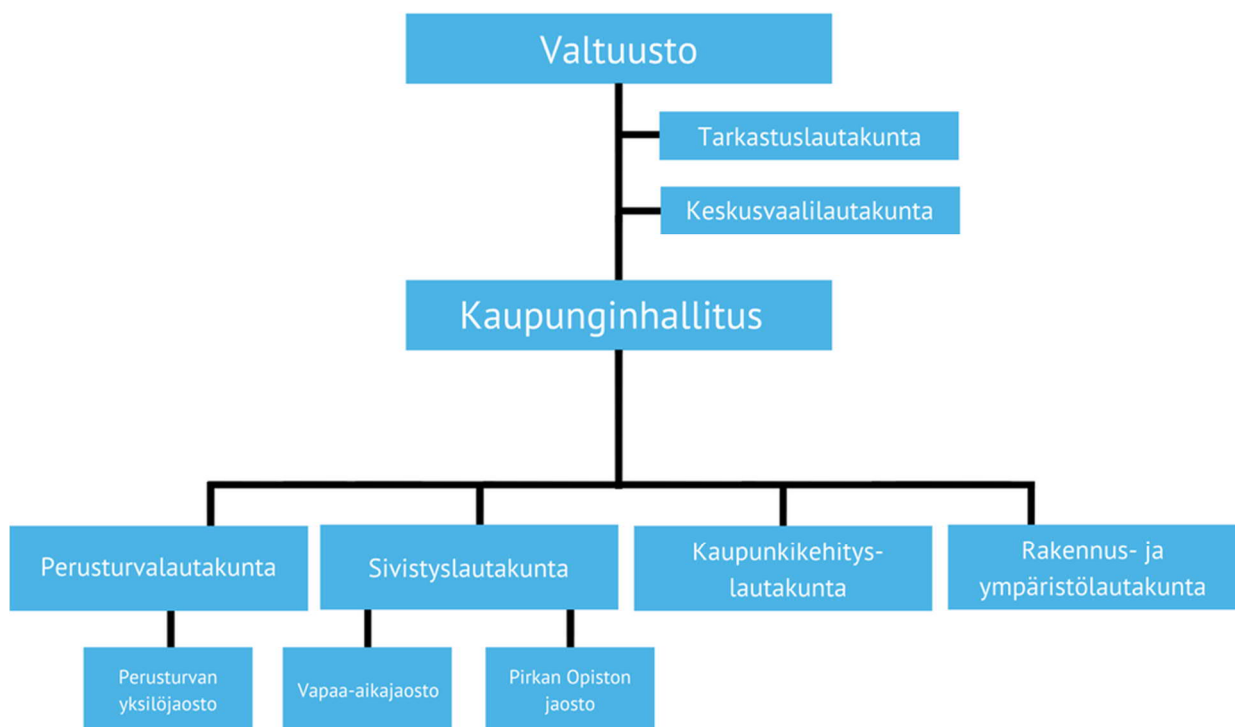 Valtuusto
Tarkastuslautakunta
Keskusvaalilautakunta
Kaupunginhallitus
Perusturvalautakunta
Sivistyslautakunta
Kaupunkikehitys-
lautakunta
Rakennus- ja
ympäristölautakunta
Perusturvan
yksilöjaosto
Vapaa-aikajaosto
Pirkan Opiston
jaosto